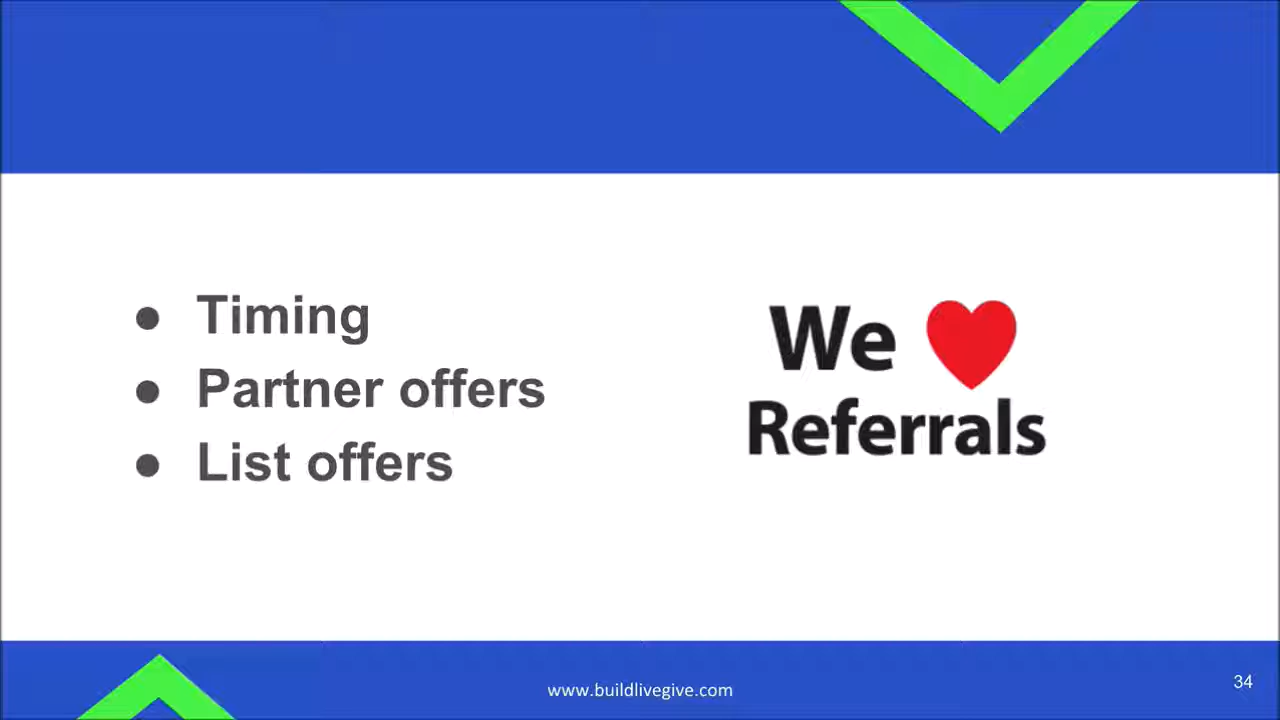 ● Timing
● Partner offers
● List offers
We ❤
Referrals
www.buildlivegive.com
34